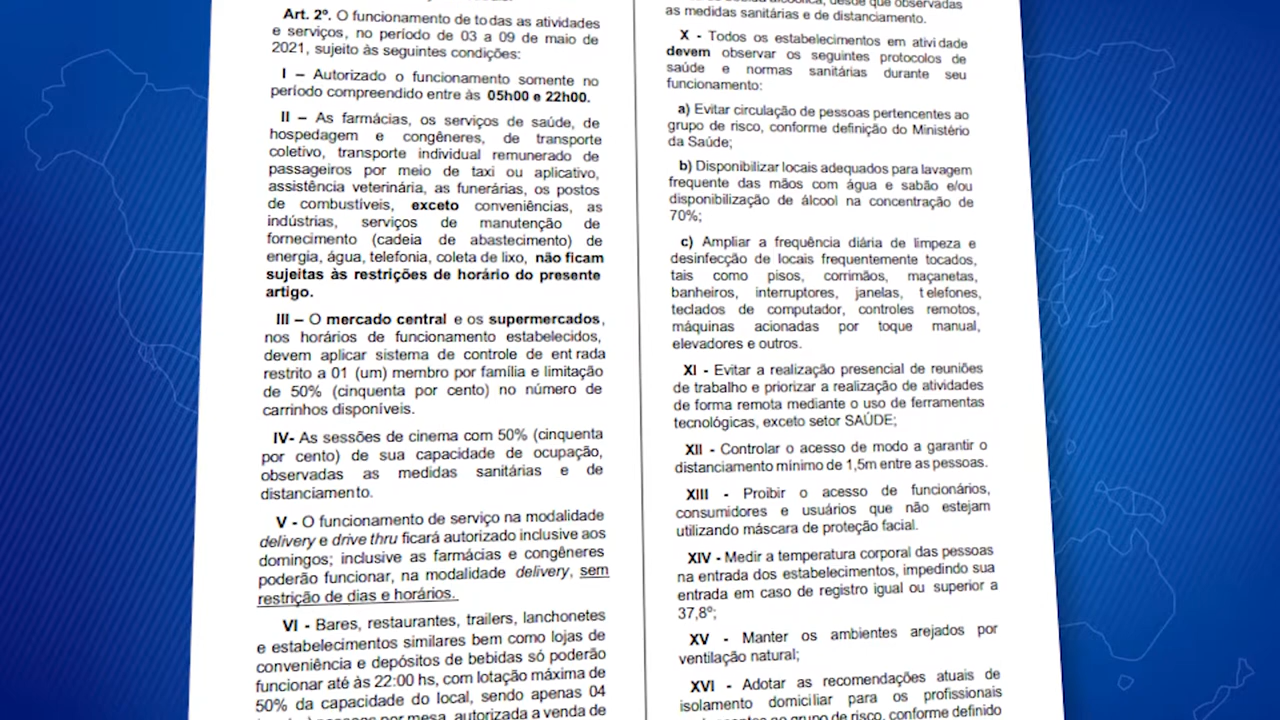 Art. 2º. O funcionamento de todas as atividades
e serviços, no período de 03 a 09 de maio de
2021, sujeito às seguintes condições:
I – Autorizado o funcionamento somente no
período compreendido entre às 05h00 e 22h00.
II – As farmácias, os serviços de saúde, de
hospedagem e congêneres, de transporte
coletivo, transporte individual remunerado de
passageiros por meio de taxi ou aplicativo,
assistência veterinária, as funerárias, os postos
de combustíveis, exceto conveniências, as
indústrias, serviços de manutenção de
fornecimento (cadeia de abastecimento) de
energia, água, telefonia, coleta de lixo, não ficam
sujeitas às restrições de horário do presente
artigo.
III – O mercado central e os supermercados,
nos horários de funcionamento estabelecidos,
devem aplicar sistema de controle de entrada
restrito a 01 (um) membro por família e limitação
de 50% (cinquenta por cento) no número de
carrinhos disponíveis.
IV- As sessões de cinema com 50% (cinquenta
por cento) de sua capacidade de ocupação,
observadas as medidas sanitárias e de
distanciamento.
V - O funcionamento de serviço na modalidade
delivery e drive thru ficará autorizado inclusive aos
domingos; inclusive as farmácias e congêneres
poderão funcionar, na modalidade delivery, sem
restrição de dias e horários.
VI - Bares, restaurantes, trailers, lanchonetes
e estabelecimentos similares bem como lojas de
conveniência e depósitos de bebidas só poderão
funcionar até às 22:00 hs, com lotação máxima de
50% da capacidade do local, sendo apenas 04
por mesa, autorizada a venda de
desde que observadas
as medidas sanitárias e de distanciamento.
X - Todos os estabelecimentos em atividade
devem observar os seguintes protocolos de
saúde e normas sanitárias durante seu
funcionamento:
a) Evitar circulação de pessoas pertencentes ao
grupo de risco, conforme definição do Ministério
da Saúde;
b) Disponibilizar locais adequados para lavagem
frequente das mãos com água e sabão e/ou
disponibilização de álcool na concentração de
70%;
c) Ampliar a frequência diária de limpeza e
desinfecção de locais frequentemente tocados,
tais como pisos, corrimãos, maçanetas,
banheiros, interruptores, janelas, telefones,
teclados de computador, controles remotos,
máquinas acionadas por toque manual,
elevadores e outros.
XI - Evitar a realização presencial de reuniões
de trabalho e priorizar a realização de atividades
de forma remota mediante o uso de ferramentas
tecnológicas, exceto setor SAÚDE;
XII - Controlar o acesso de modo a garantir o
distanciamento mínimo de 1,5m entre as pessoas.
XIII - Proibir o acesso de funcionários,
consumidores e usuários que não estejam
utilizando máscara de proteção facial.
XIV - Medir a temperatura corporal das pessoas
na entrada dos estabelecimentos, impedindo sua
entrada em caso de registro igual ou superior a
37,8º;
XV - Manter os ambientes arejados por
ventilação natural;
XVI - Adotar as recomendações atuais de
isolamento domiciliar para os profissionais
ao grupo de risco, conforme definido